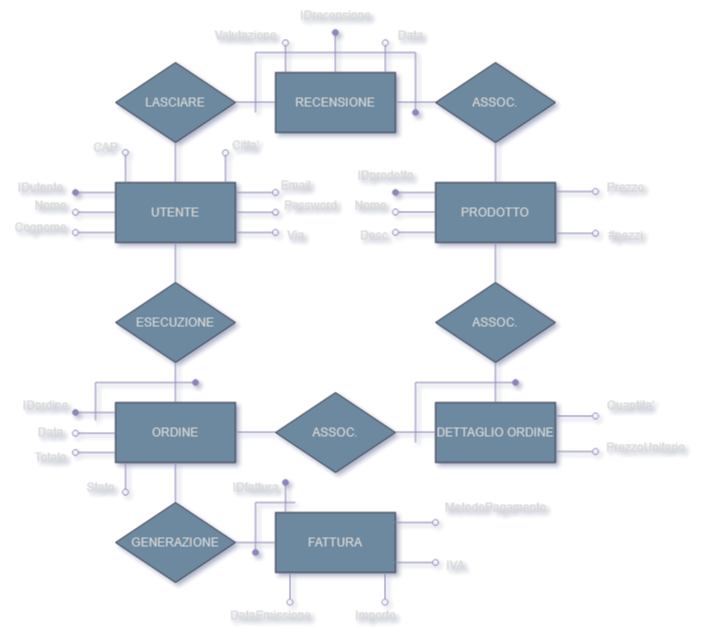 IDrecensione
Valutazione
Data
LASCIARE
RECENSIONE
ASSOC.
CAP
Citta'
IDutente
Nome
Cognome
UTENTE
Email
Password
Via
IDprodotto
Nome
Desc
PRODOTTO
Prezzo
#pezzi
ESECUZIONE
ASSOC.
IDordine
Data
Totale
Stato
ORDINE
ASSOC.
DETTAGLIO ORDINE
Quantita'
PrezzoUnitario
GENERAZIONE
IDfattura
FATTURA
MetodoPagamento
IVA
DataEmissione
Importo